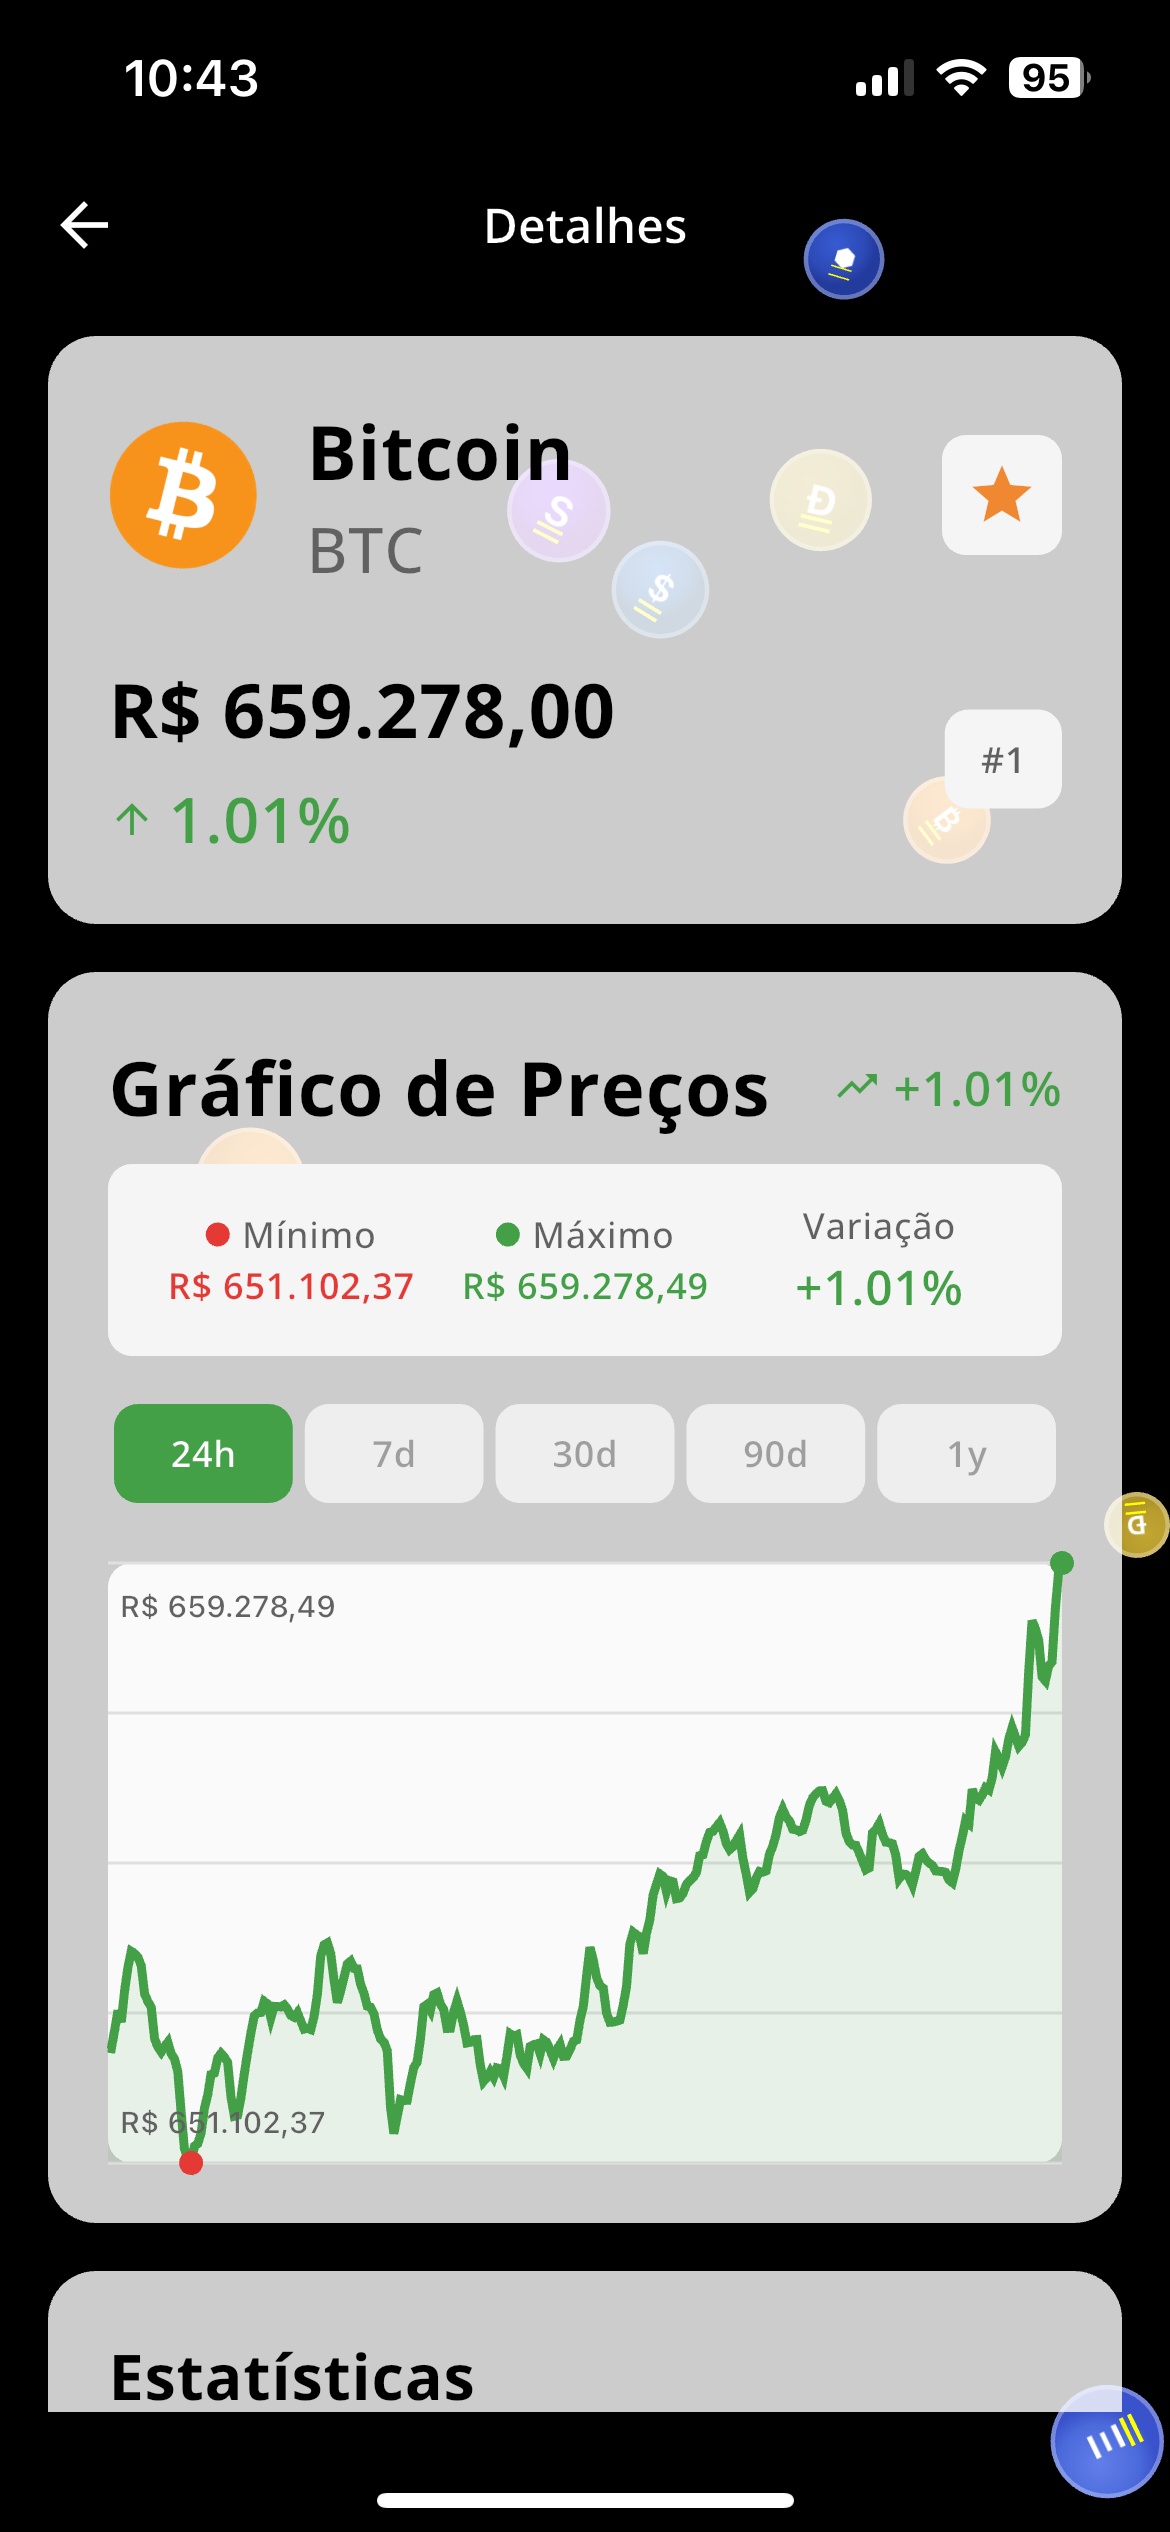 10:43
95
Detalhes
Bitcoin
BTC
R$ 659.278,00
1.01%
#1
Gráfico de Preços
+1.01%
Mínimo
R$ 651.102,37
Máximo
R$ 659.278,49
Variação
+1.01%
24h
7d
30d
90d
1y
R$ 659.278,49
R$ 651.102,37
Estatísticas